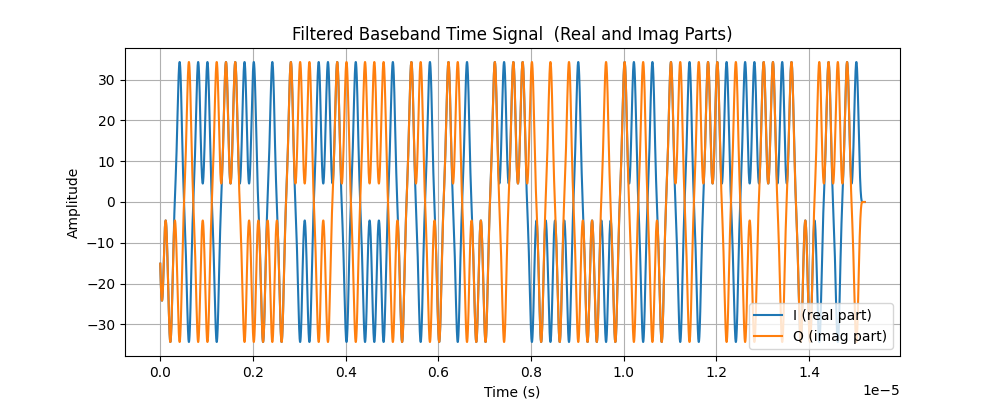 Filtered Baseband Time Signal  (Real and Imag Parts)
Amplitude
30
20
10
0
−10
−20
−30
0.0 0.2 0.4 0.6 0.8 1.0 1.2 1.4
1e−5
Time (s)
I (real part)
Q (imag part)